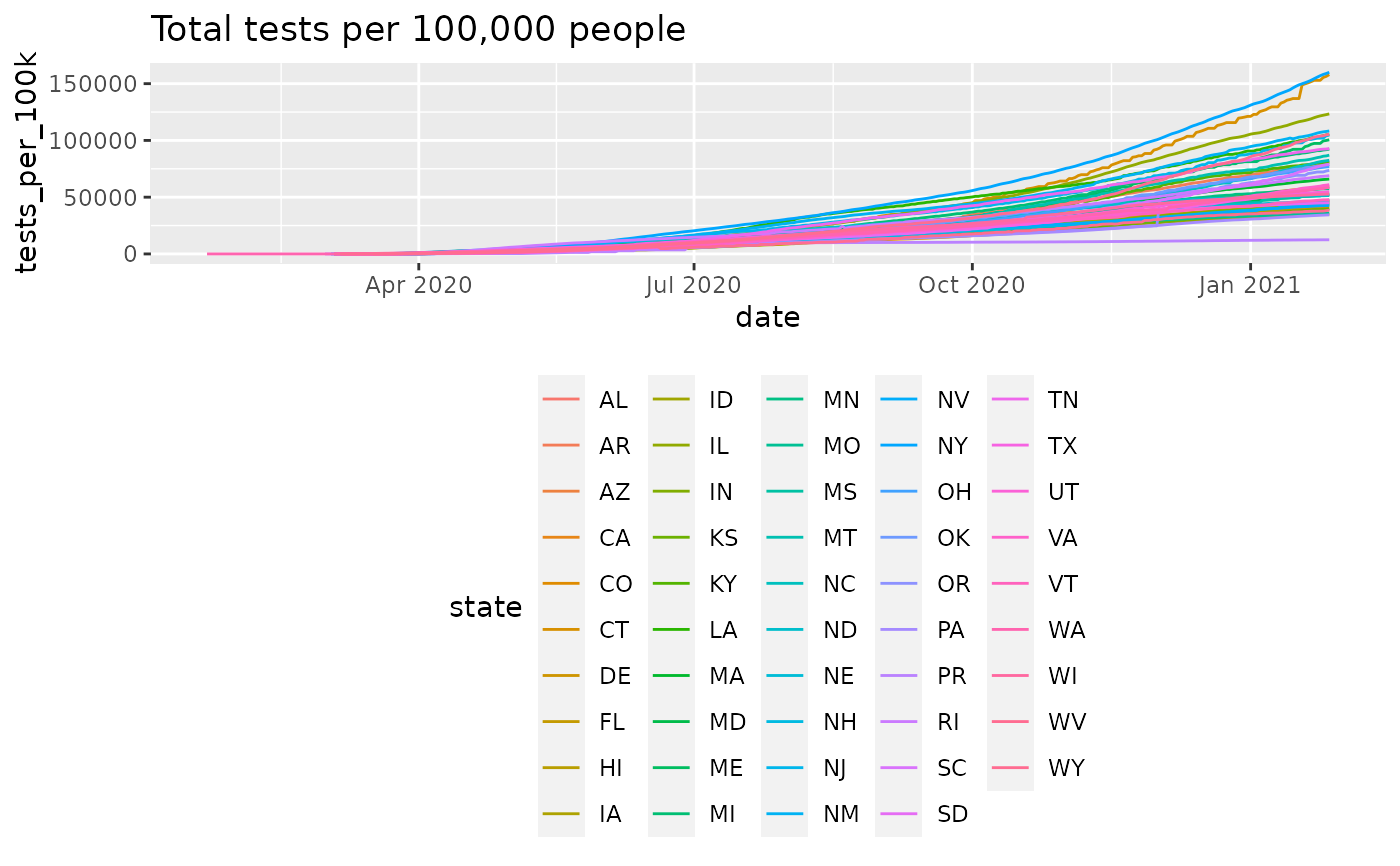 Total tests per 100,000 people
tests_per_100k
150000
100000
50000
0
Apr 2020 Jul 2020 Oct 2020 Jan 2021
date
state
AL ID MN NV TN
AR IL MO NY TX
AZ IN MS OH UT
CA KS MT OK VA
CO KY NC OR VT
CT LA ND PA WA
DE MA NE PR WI
FL MD NH RI WV
HI ME NJ SC WY
IA MI NM SD